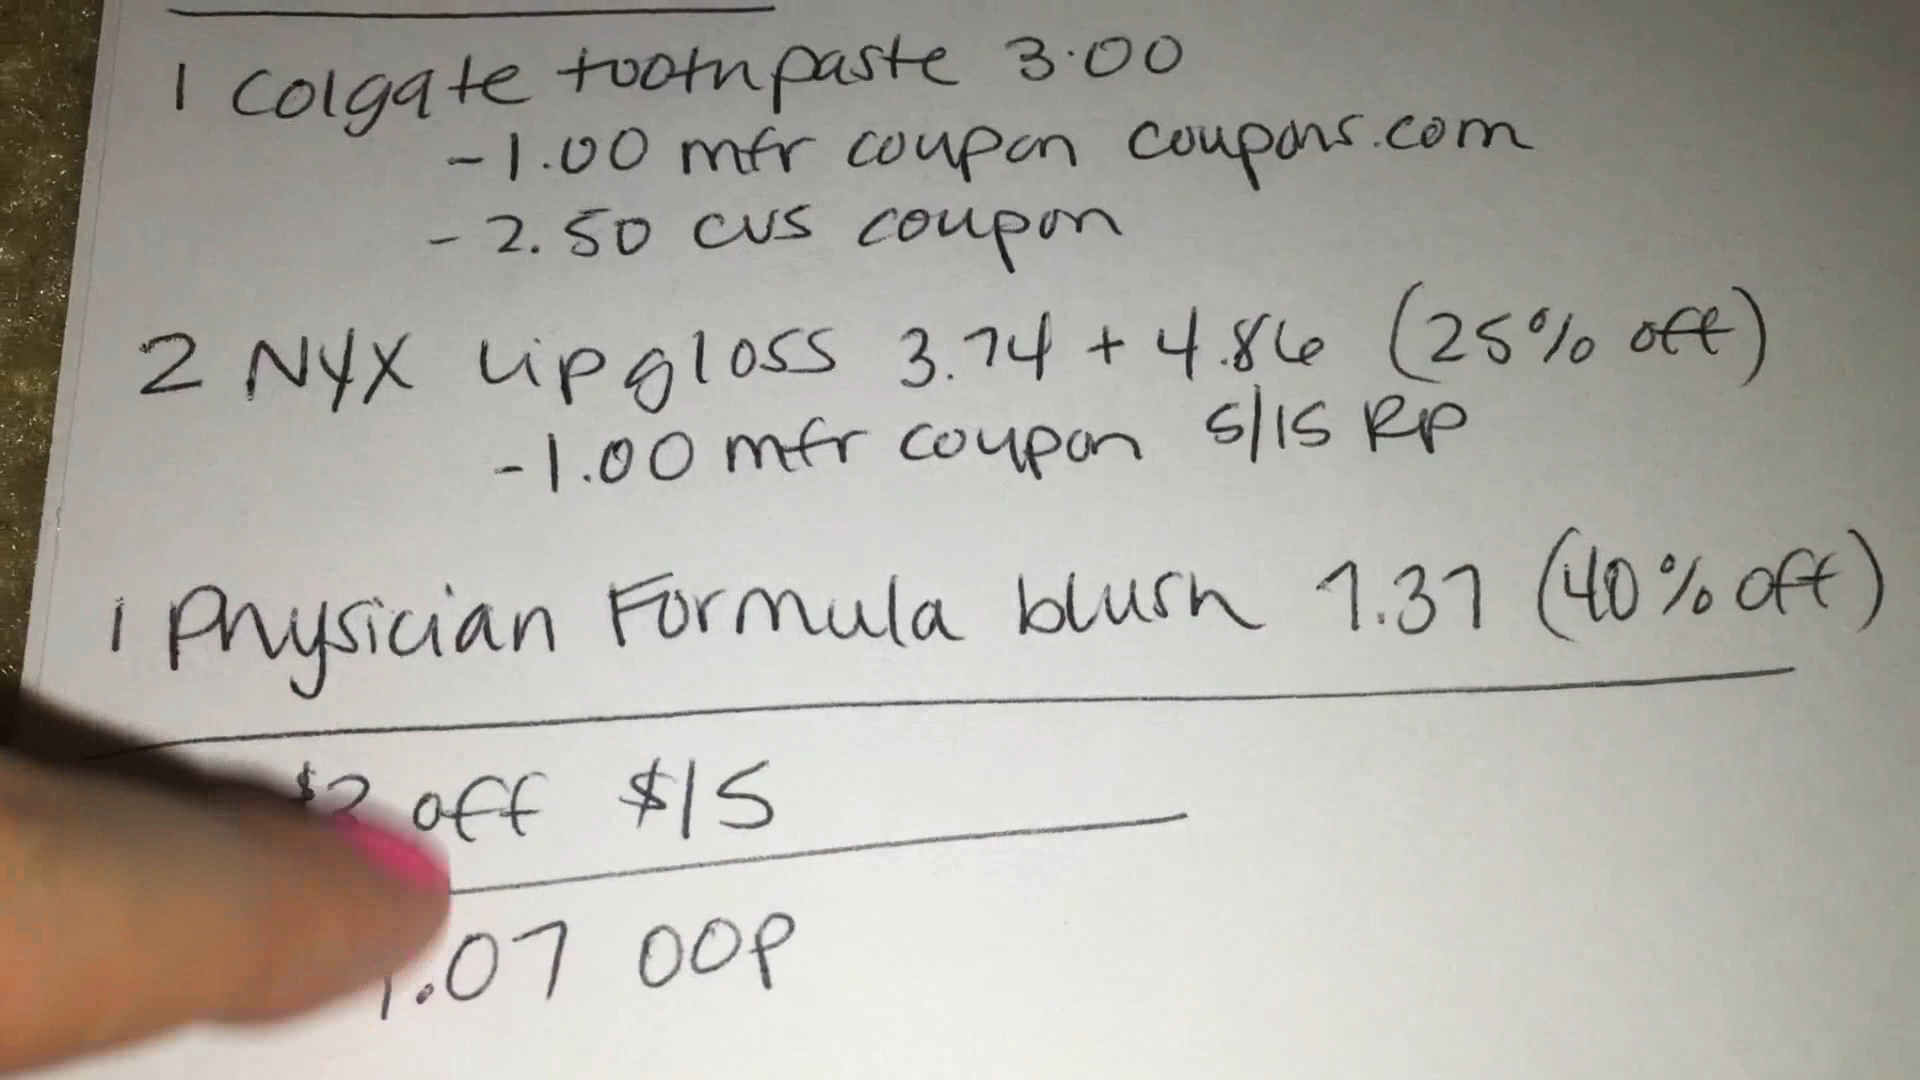 1 Colgate toothpaste 3.00
-1.00 mfr coupon coupons.com
-2.50 CVS coupon
2 NYX lipgloss 3.74 + 4.86 (25% off)
-1.00 mfr coupon 5/15 RP
1 Physician Formula blush 7.37 (40% off)
off $15
.07 OOP